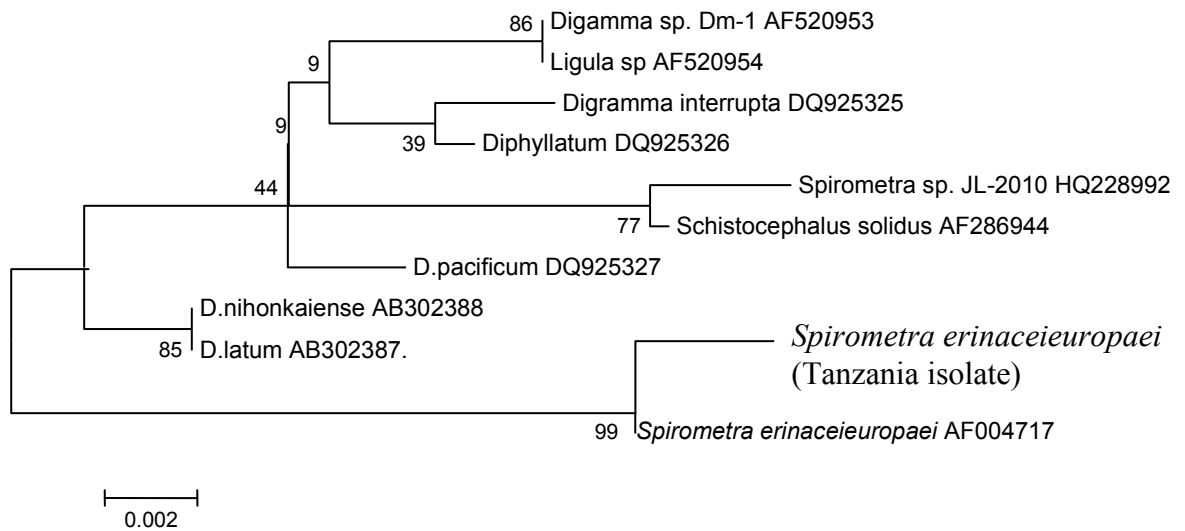 86
Digamma sp. Dm-1 AF520953
Ligula sp AF520954
9
Digramma interrupta DQ925325
39
Diphyllatum DQ925326
9
44
Spirometra sp. JL-2010 HQ228992
77
Schistocephalus solidus AF286944
D.pacificum DQ925327
D.nihonkaiense AB302388
85
D.latum AB302387.
Spirometra erinaceieuropaei
(Tanzania isolate)
99
Spirometra erinaceieuropaei AF004717
0.002